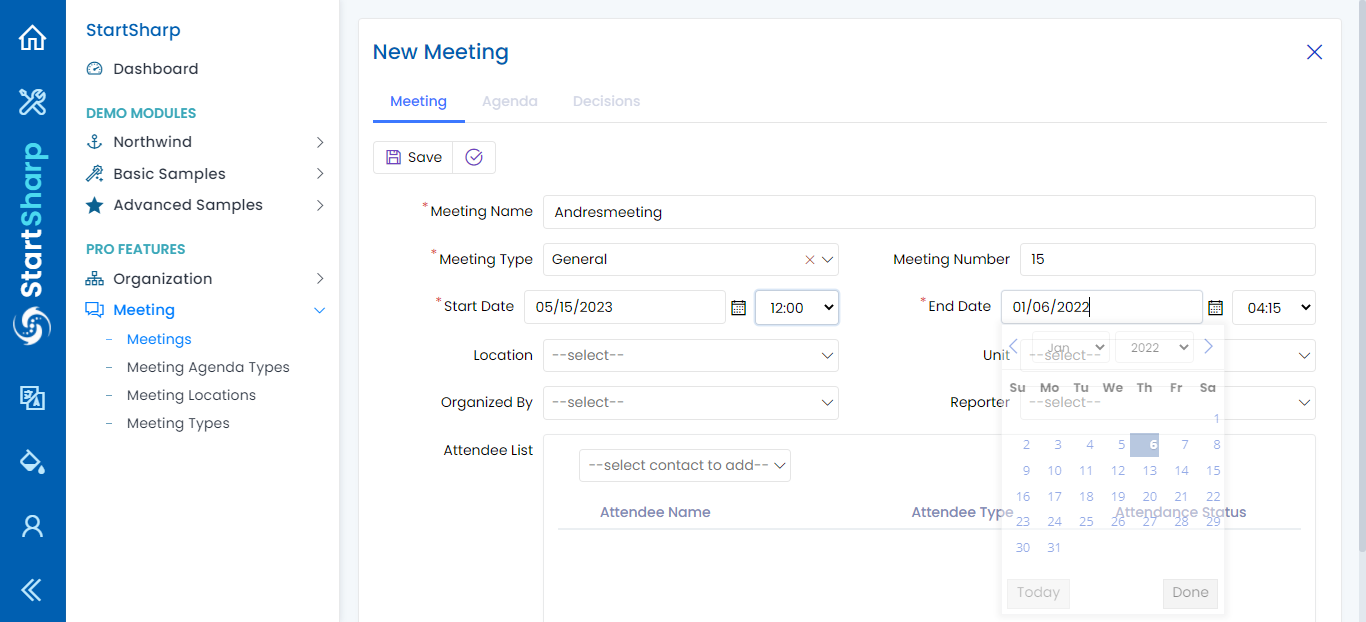 StartSharp
StartSharp
Dashboard
DEMO MODULES
Northwind
Basic Samples
Advanced Samples
PRO FEATURES
Organization
Meeting
– Meetings
– Meeting Agenda Types
– Meeting Locations
– Meeting Types
New Meeting
Meeting Agenda Decisions
Save
*Meeting Name Andresmeeting
*Meeting Type General Meeting Number 15
*Start Date 05/15/2023 12:00 *End Date 01/06/2022 04:15
Location --select-- Unit --select--
Organized By --select-- Reporter --select--
Attendee List
--select contact to add--
Attendee Name Attendee Type Attendance Status
Jan 2022
Su Mo Tu We Th Fr Sa
1
2 3 4 5 6 7 8
9 10 11 12 13 14 15
16 17 18 19 20 21 22
23 24 25 26 27 28 29
30 31
Today Done